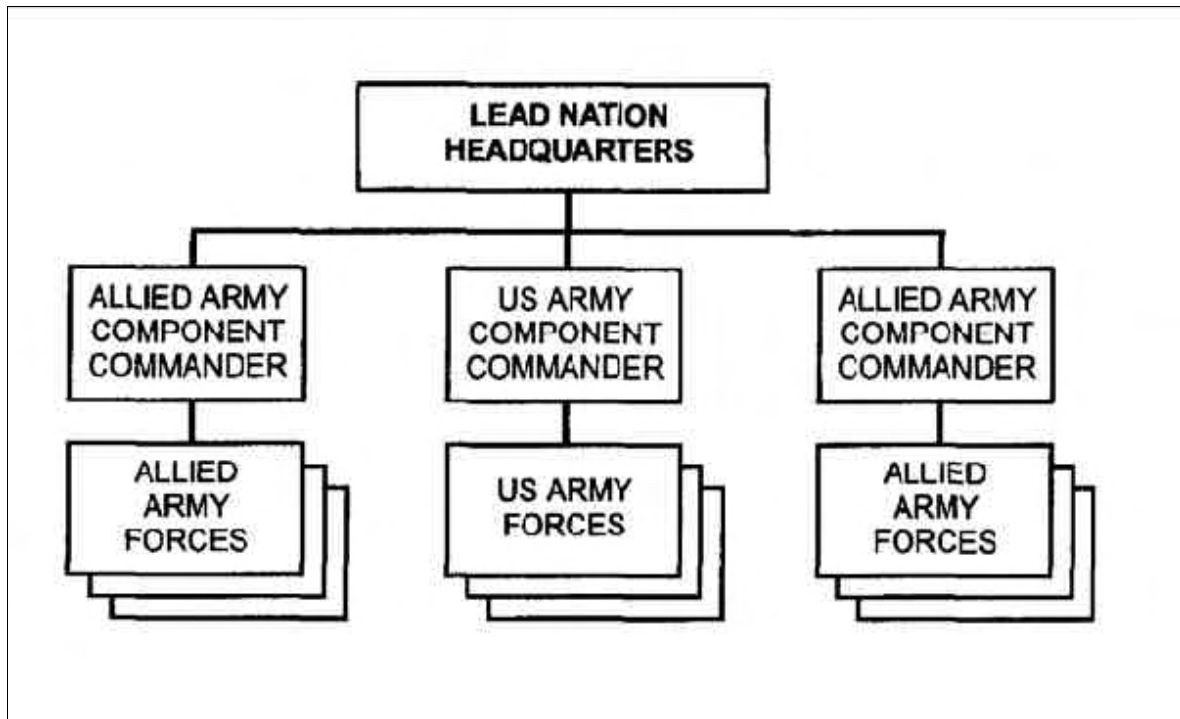 LEAD NATION
HEADQUARTERS
ALLIED ARMY
COMPONENT
COMMANDER
US ARMY
COMPONENT
COMMANDER
ALLIED ARMY
COMPONENT
COMMANDER
ALLIED
ARMY
FORCES
US ARMY
FORCES
ALLIED
ARMY
FORCES